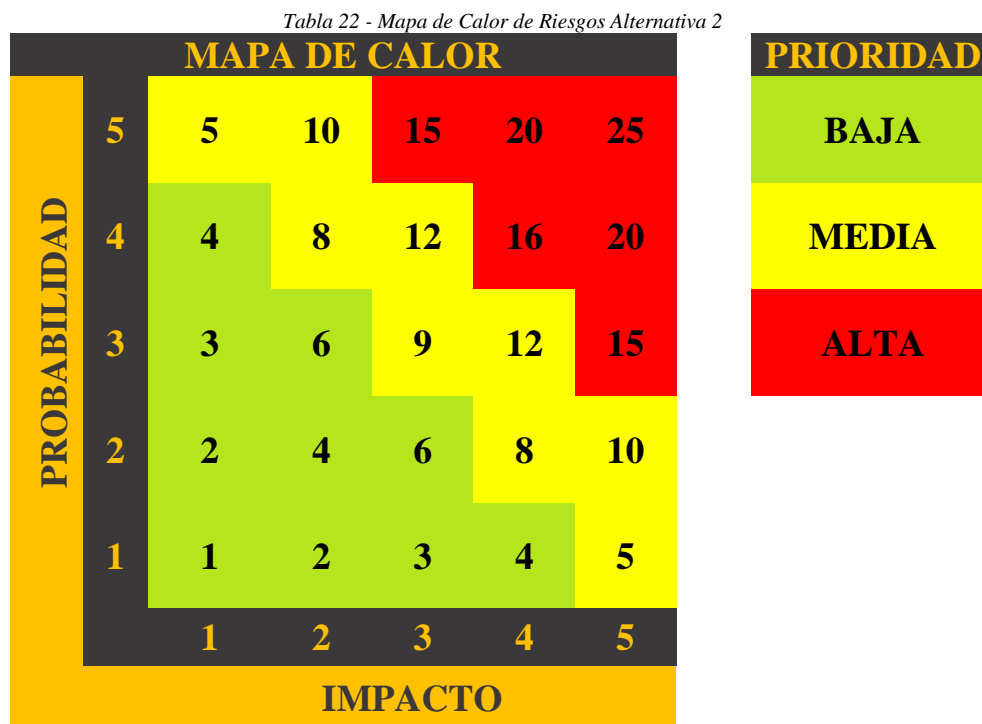 Tabla 22 - Mapa de Calor de Riesgos Alternativa 2
MAPA DE CALOR
PROBABILIDAD
5 5 10 15 20 25
4 4 8 12 16 20
3 3 6 9 12 15
2 2 4 6 8 10
1 1 2 3 4 5
1 2 3 4 5
IMPACTO
PRIORIDAD
BAJA
MEDIA
ALTA